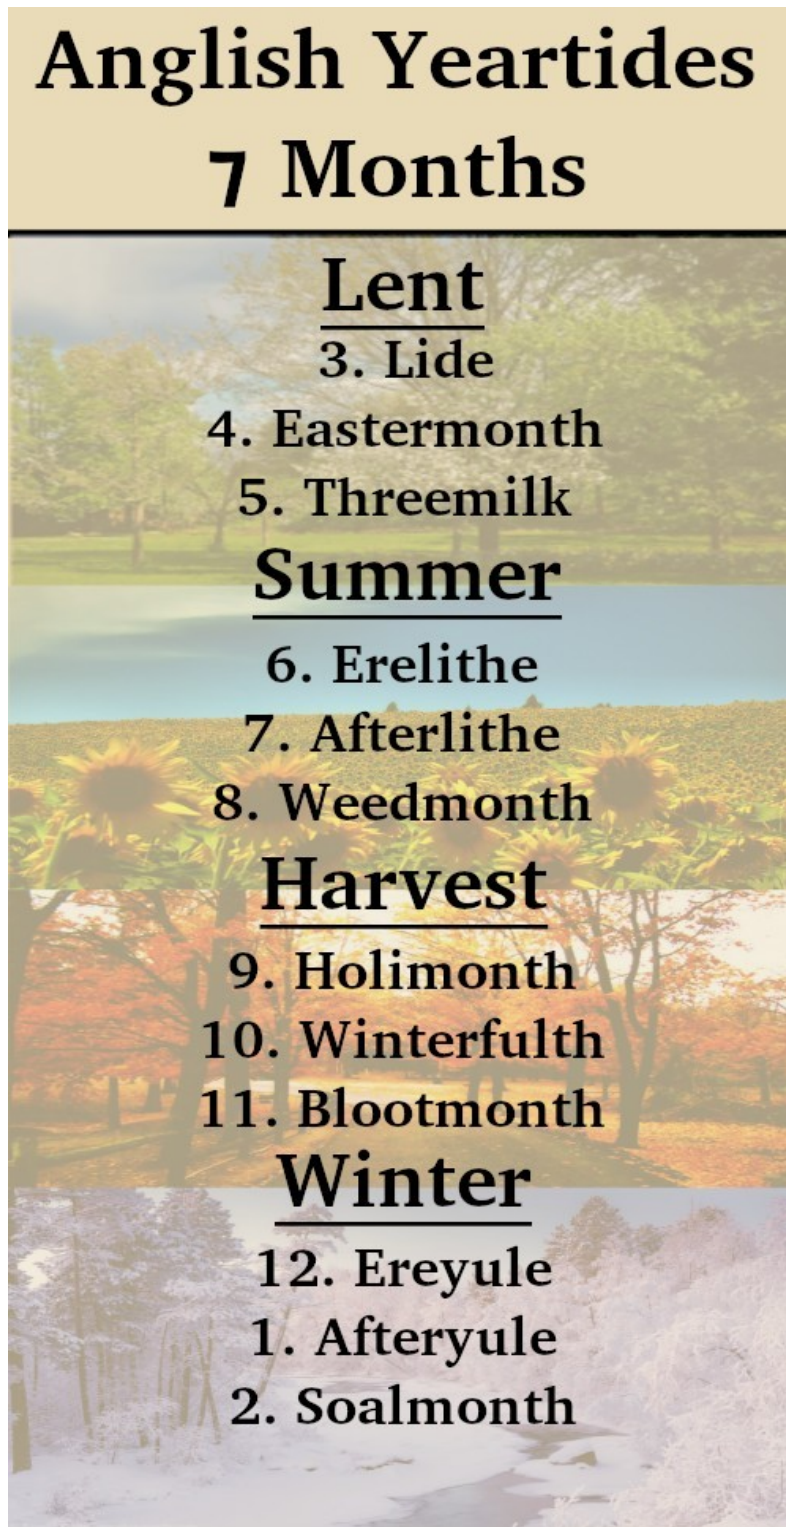 Anglish Yeartides
⁊ Months
Lent
3. Lide
4. Eastermonth
5. Threemilk
Summer
6. Erelithe
7. Afterlithe
8. Weedmonth
Harvest
9. Holimonth
10. Winterfulth
11. Blootmonth
Winter
12. Ereyule
1. Afteryule
2. Soalmonth